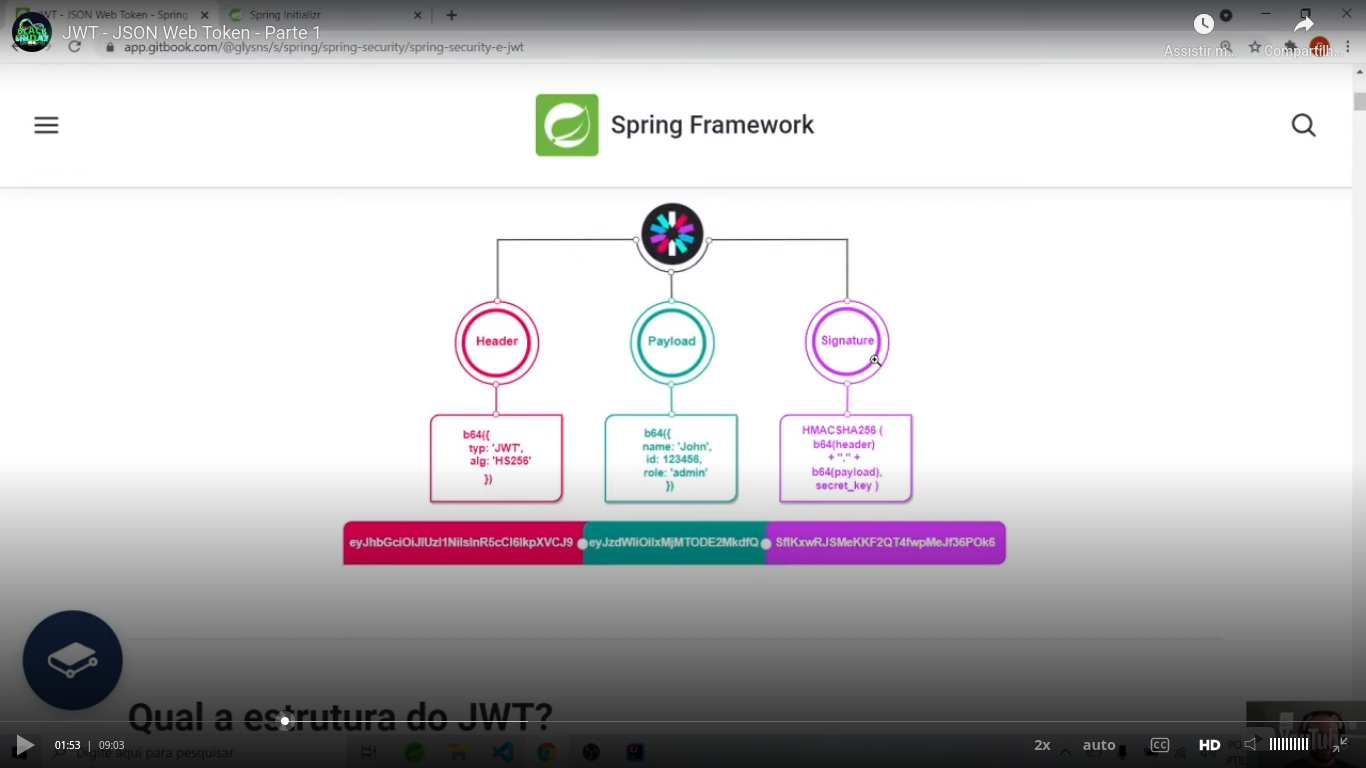 JWT - JSON Web Token - Spring
Spring Initializr
JWT - JSON Web Token - Parte 1
Assistir m...
Compartilh...
app.gitbook.com/@glysns/s/spring/spring-security/spring-security-e-jwt
Spring Framework
Header
Payload
Signature
b64({
typ: 'JWT',
alg: 'HS256'
})
b64({
name: 'John',
id: 123456,
role: 'admin'
})
HMACSHA256 (
b64(header)
+ "." +
b64(payload),
secret_key )
eyJhbGciOiJIUzI1NiIsInR5cCI6IkpXVCJ9
eyJzdWIiOiIxMjMTODE2MkdfQ
SflKxwRJSMeKKF2QT4fwpMeJf36POk6
Qual a estrutura do JWT?
01:53 | 09:03
2x
auto
CC
HD
Digite aqui para pesquisar